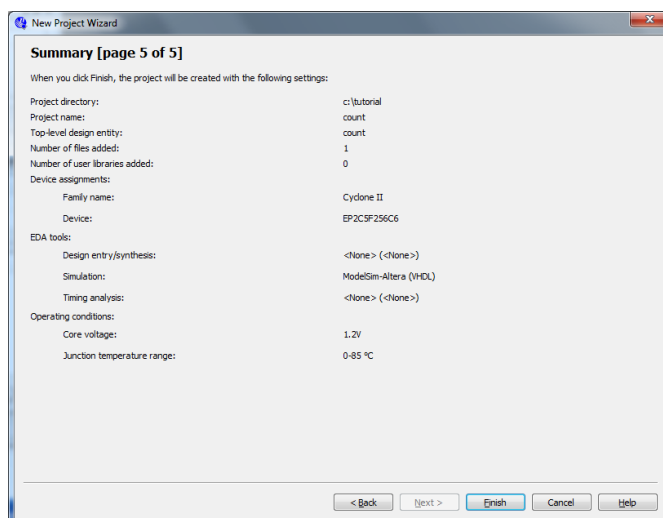 New Project Wizard
x
Summary [page 5 of 5]
When you click Finish, the project will be created with the following settings:
Project directory: c:\tutorial
Project name: count
Top-level design entity: count
Number of files added: 1
Number of user libraries added: 0
Device assignments:
Family name: Cyclone II
Device: EP2C5F256C6
EDA tools:
Design entry/synthesis: <None> (<None>)
Simulation: ModelSim-Altera (VHDL)
Timing analysis: <None> (<None>)
Operating conditions:
Core voltage: 1.2V
Junction temperature range: 0-85 ºC
< Back Next > Finish Cancel Help